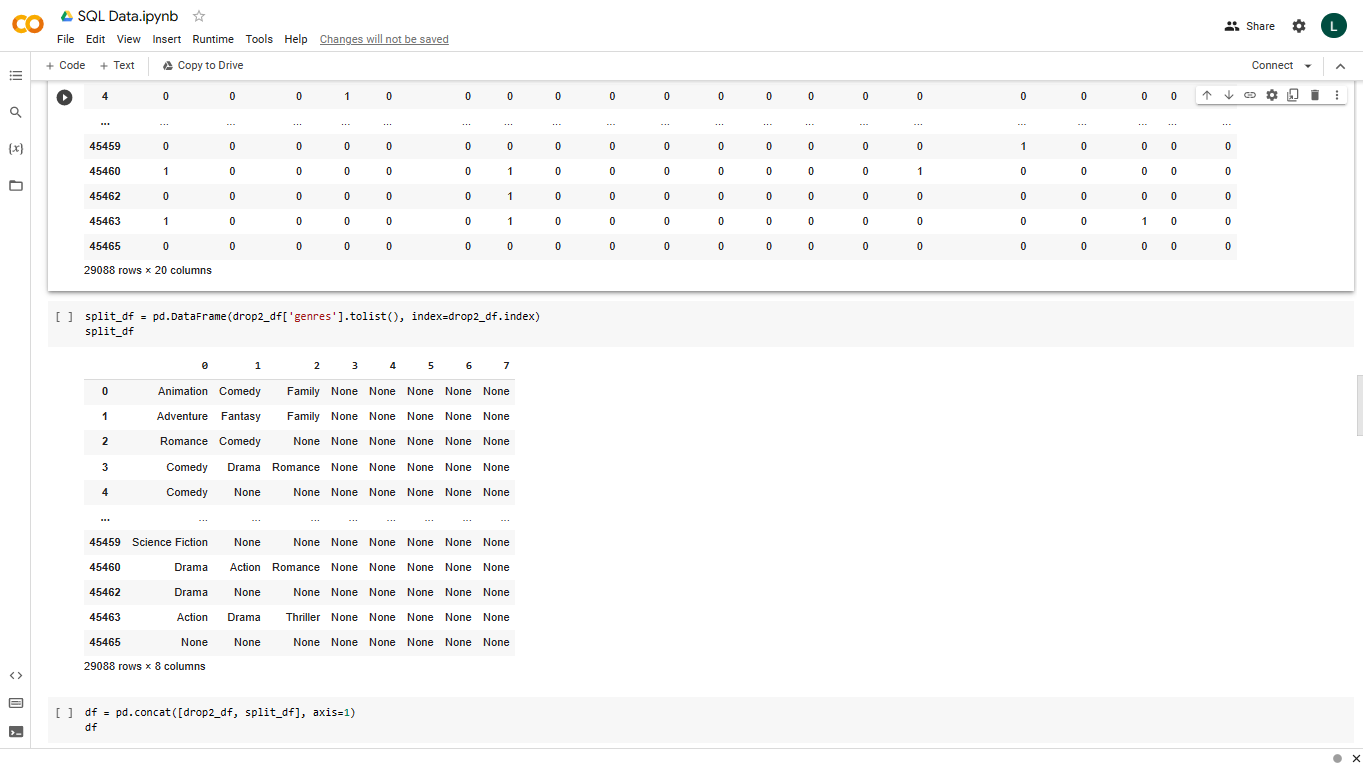 SQL Data.ipynb
File Edit View Insert Runtime Tools Help Changes will not be saved
Share
L
+ Code + Text Copy to Drive
Connect
4 0 0 0 1 0 0 0 0 0 0 0 0 0 0 0 0 0 0 0
... ... ... ... ... ... ... ... ... ... ... ... ... ... ... ... ... ... ... ... ...
45459 0 0 0 0 0 0 0 0 0 0 0 0 0 0 0 1 0 0 0 0
45460 1 0 0 0 0 0 1 0 0 0 0 0 0 0 1 0 0 0 0 0
45462 0 0 0 0 0 0 1 0 0 0 0 0 0 0 0 0 0 0 0 0
45463 1 0 0 0 0 0 1 0 0 0 0 0 0 0 0 0 0 1 0 0
45465 0 0 0 0 0 0 0 0 0 0 0 0 0 0 0 0 0 0 0 0
29088 rows × 20 columns
[ ] split_df = pd.DataFrame(drop2_df['genres'].tolist(), index=drop2_df.index)
split_df
0 1 2 3 4 5 6 7
0 Animation Comedy Family None None None None None
1 Adventure Fantasy Family None None None None None
2 Romance Comedy None None None None None None
3 Comedy Drama Romance None None None None None
4 Comedy None None None None None None None
... ... ... ... ... ... ... ... ...
45459 Science Fiction None None None None None None None
45460 Drama Action Romance None None None None None
45462 Drama None None None None None None None
45463 Action Drama Thriller None None None None None
45465 None None None None None None None None
29088 rows × 8 columns
[ ] df = pd.concat([drop2_df, split_df], axis=1)
df